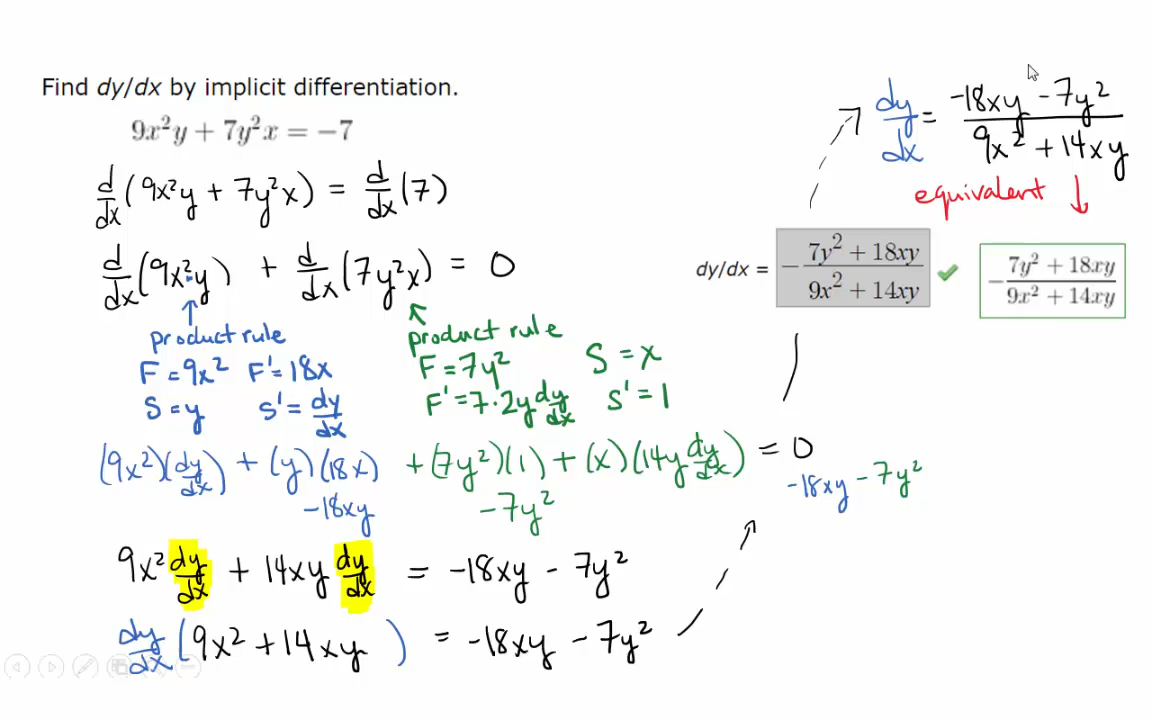 Find dy/dx by implicit differentiation.
9x²y + 7y²x = −7
d/dx (9x²y + 7y²x) = d/dx (7)
d/dx (9x²y) + d/dx (7y²x) = 0
↑ product rule
F = 9x² F' = 18x
S = y S' = dy/dx
↑ product rule
F = 7y² S = x
F' = 7·2y dy/dx S' = 1
(9x²)(dy/dx) + (y)(18x) + (7y²)(1) + (x)(14y dy/dx) = 0
−18xy −7y² −18xy − 7y²
9x² dy/dx + 14xy dy/dx = −18xy − 7y²
dy/dx (9x² + 14xy) = −18xy − 7y²
dy/dx = (−18xy − 7y²)/(9x² + 14xy)
equivalent ↓
dy/dx = −(7y² + 18xy)/(9x² + 14xy) ✓ −(7y² + 18xy)/(9x² + 14xy)